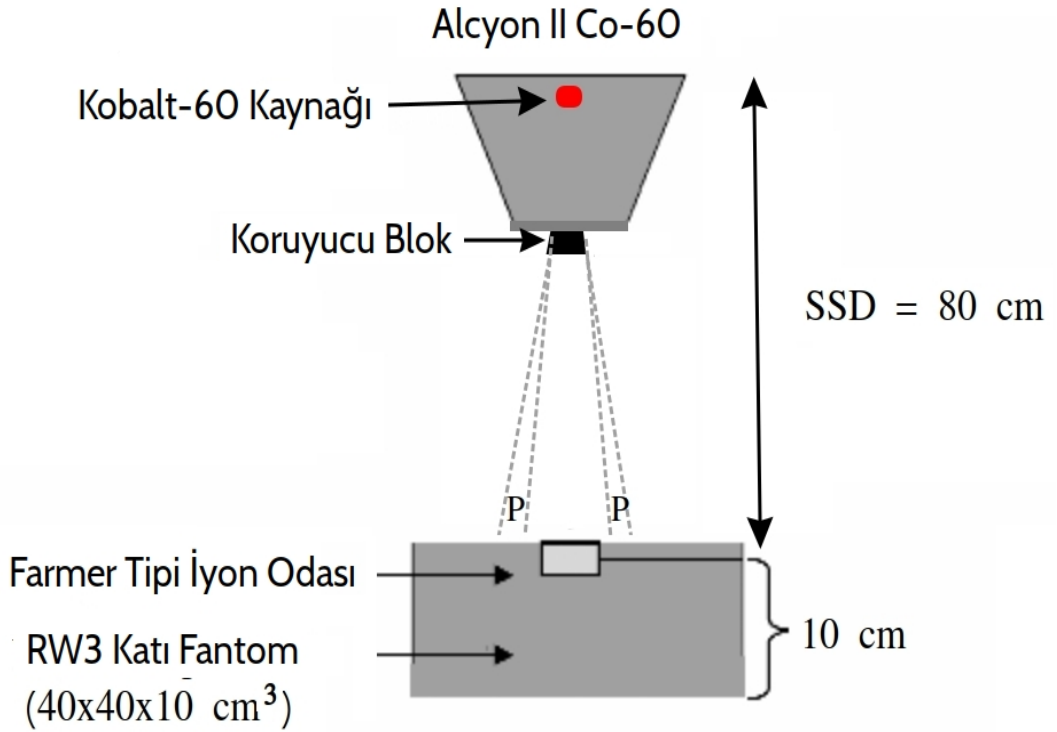 Alcyon II Co-60
Kobalt-60 Kaynağı
Koruyucu Blok
SSD = 80 cm
P P
Farmer Tipi İyon Odası
10 cm
RW3 Katı Fantom
(40x40x10 cm³)